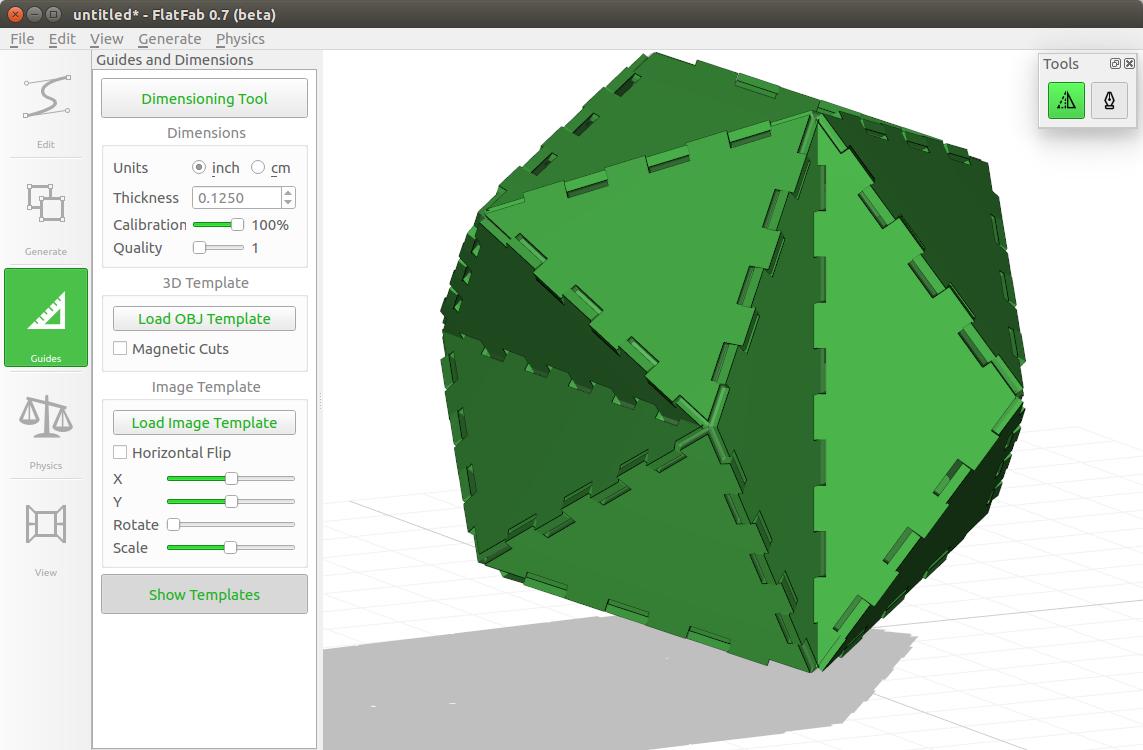 untitled* - FlatFab 0.7 (beta)
File Edit View Generate Physics
Guides and Dimensions
Tools
Edit
Generate
Guides
Physics
View
Dimensioning Tool
Dimensions
Units inch cm
Thickness 0.1250
Calibration 100%
Quality 1
3D Template
Load OBJ Template
Magnetic Cuts
Image Template
Load Image Template
Horizontal Flip
X
Y
Rotate
Scale
Show Templates